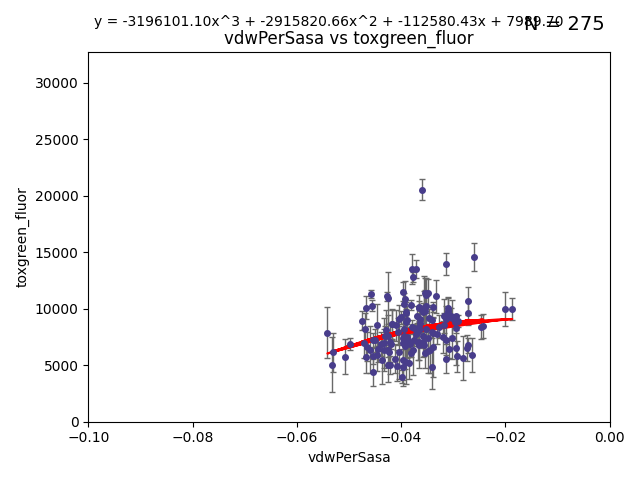 y = -3196101.10x^3 + -2915820.66x^2 + -112580.43x + 7989.70
N = 275
vdwPerSasa vs toxgreen_fluor
30000
25000
20000
15000
10000
5000
0
toxgreen_fluor
−0.10 −0.08 −0.06 −0.04 −0.02 0.00
vdwPerSasa